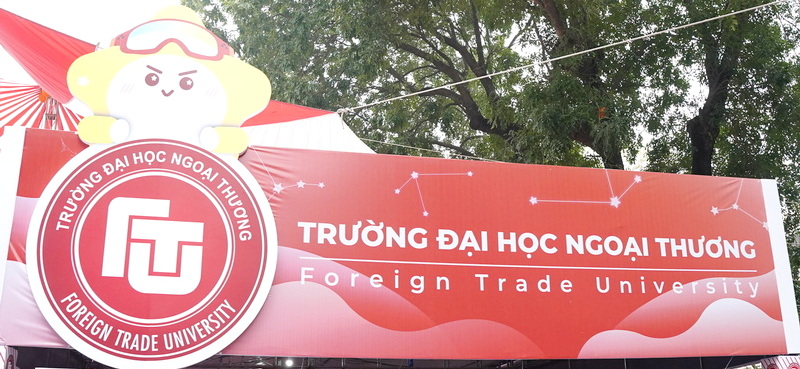 TRƯỜNG ĐẠI HỌC NGOẠI THƯƠNG
FTU
FOREIGN TRADE UNIVERSITY
TRƯỜNG ĐẠI HỌC NGOẠI THƯƠNG
Foreign Trade University